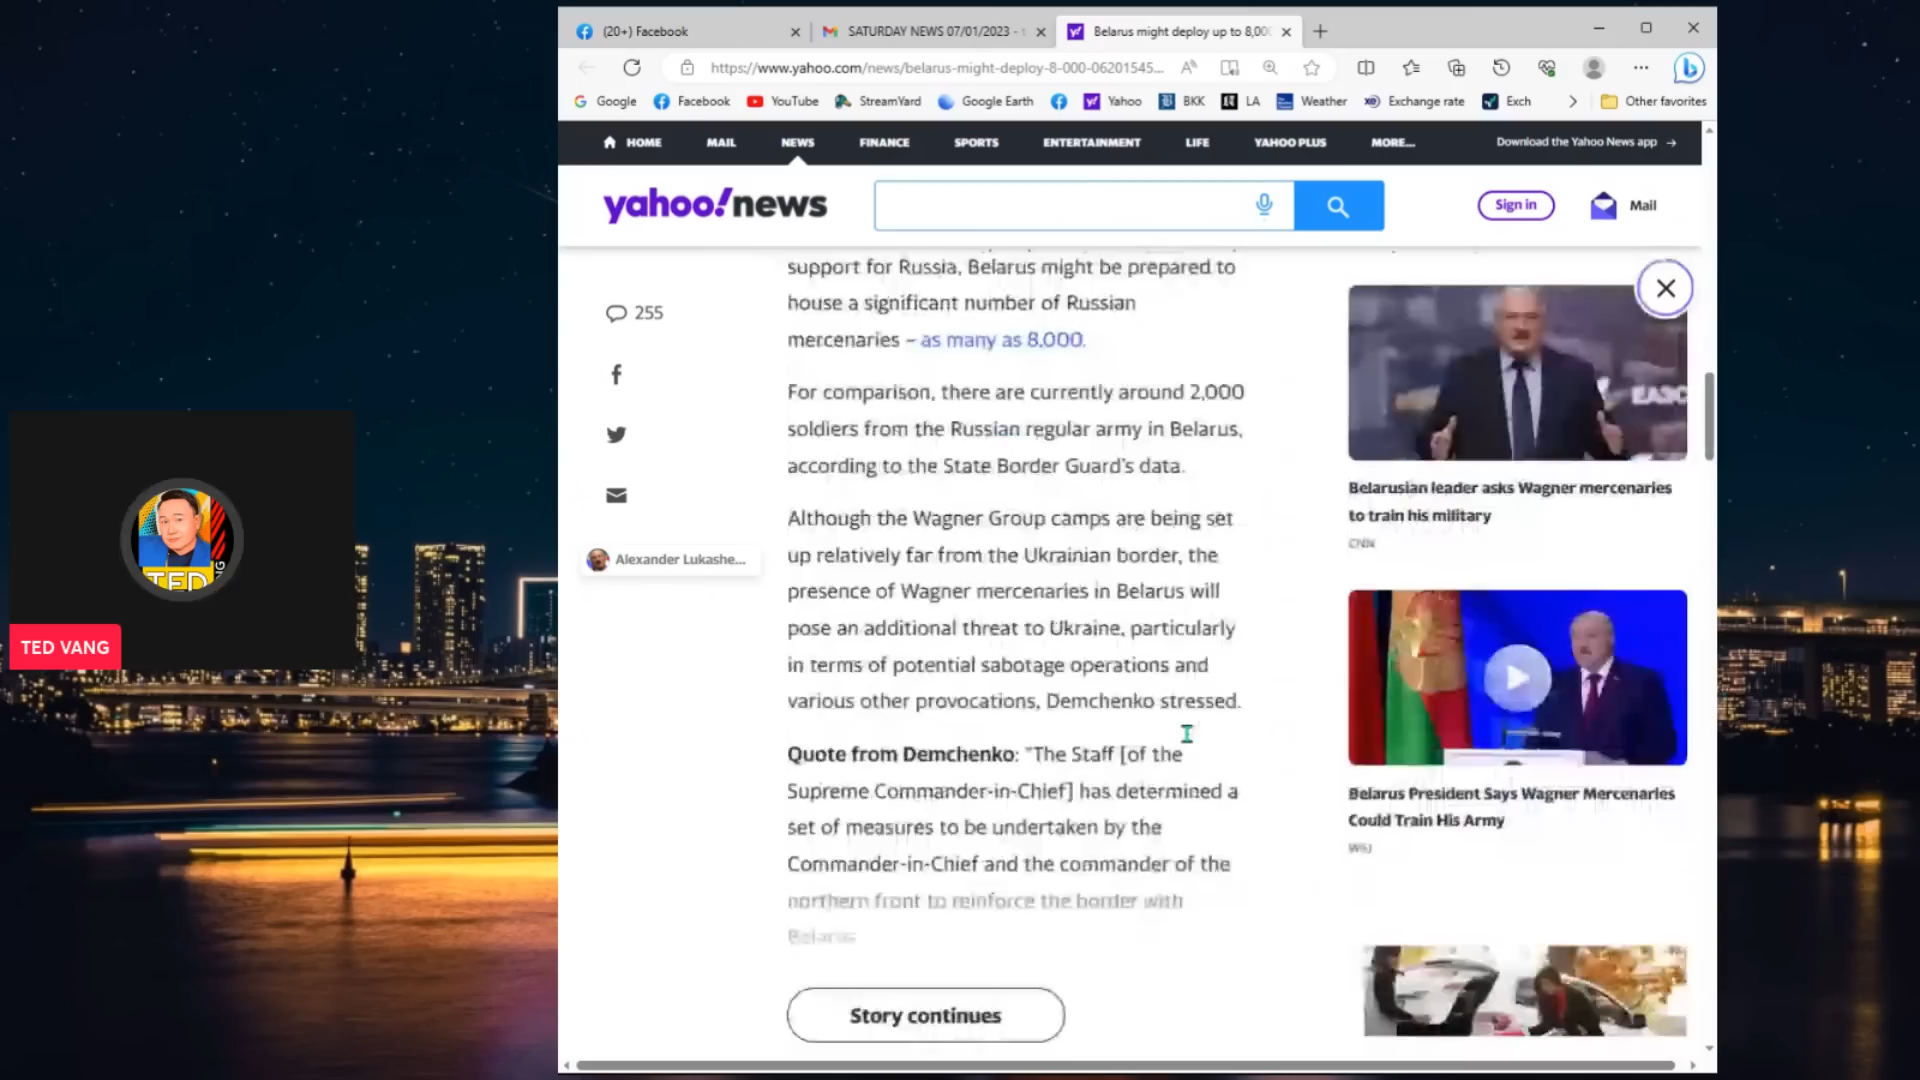 (20+) Facebook
SATURDAY NEWS 07/01/2023 -
Belarus might deploy up to 8,00
https://www.yahoo.com/news/belarus-might-deploy-8-000-06201545...
Google
Facebook
YouTube
StreamYard
Google Earth
Yahoo
BKK
LA
Weather
Exchange rate
Exch
Other favorites
HOME
MAIL
NEWS
FINANCE
SPORTS
ENTERTAINMENT
LIFE
YAHOO PLUS
MORE...
Download the Yahoo News app →
yahoo!news
Sign in
Mail
255
Alexander Lukashe...
support for Russia, Belarus might be prepared to
house a significant number of Russian
mercenaries – as many as 8,000.
For comparison, there are currently around 2,000
soldiers from the Russian regular army in Belarus,
according to the State Border Guard's data.
Although the Wagner Group camps are being set
up relatively far from the Ukrainian border, the
presence of Wagner mercenaries in Belarus will
pose an additional threat to Ukraine, particularly
in terms of potential sabotage operations and
various other provocations, Demchenko stressed.
Quote from Demchenko: "The Staff [of the
Supreme Commander-in-Chief] has determined a
set of measures to be undertaken by the
Commander-in-Chief and the commander of the
northern front to reinforce the border with
Belarus
Story continues
Belarusian leader asks Wagner mercenaries
to train his military
CNN
Belarus President Says Wagner Mercenaries
Could Train His Army
WSJ
TED
TED VANG